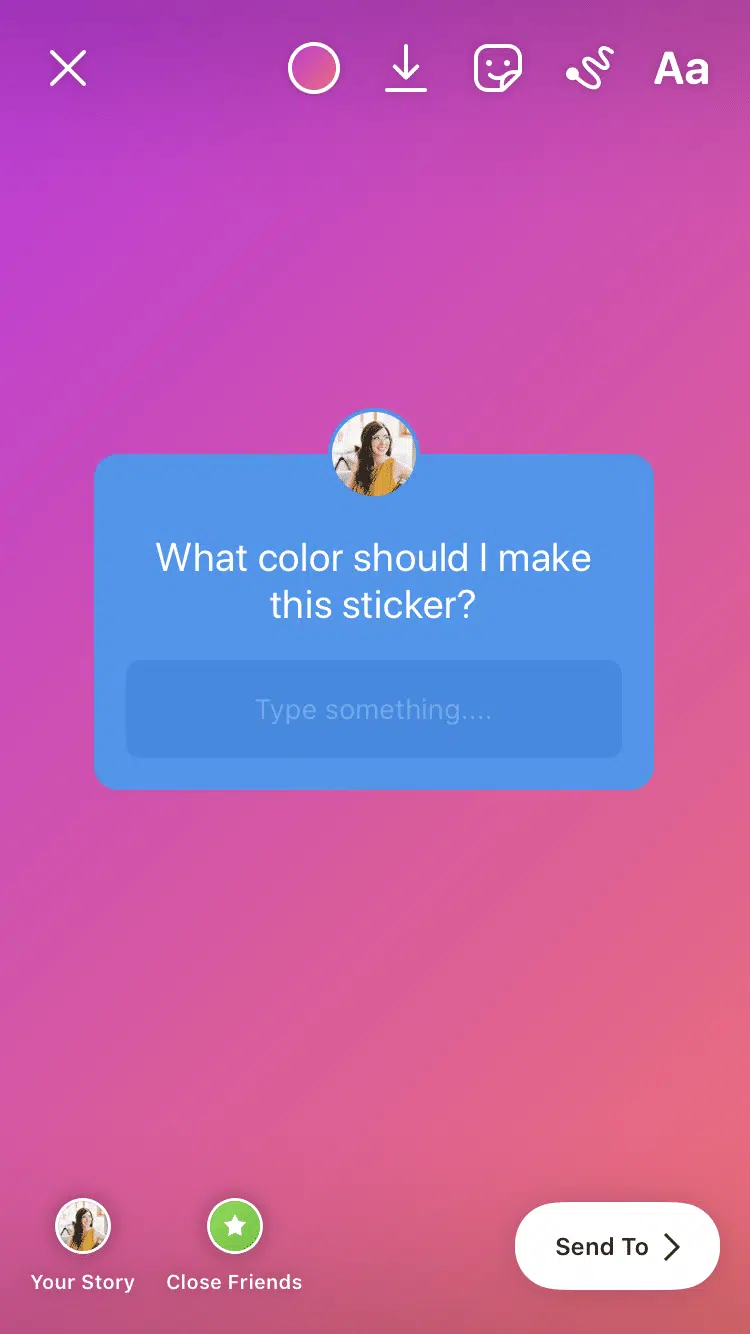 Aa
What color should I make
this sticker?
Type something....
Your Story
Close Friends
Send To